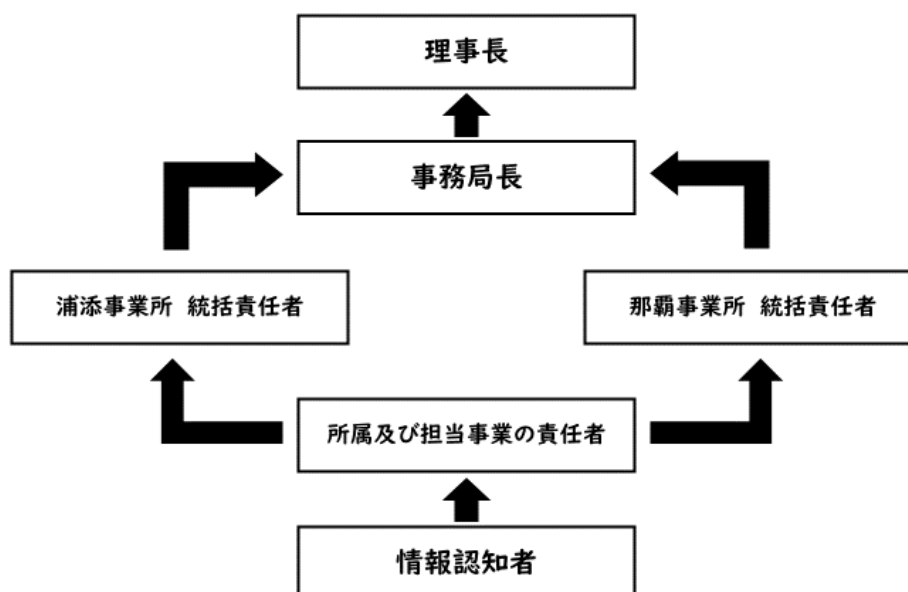 理事長
事務局長
浦添事業所 統括責任者
那覇事業所 統括責任者
所属及び担当事業の責任者
情報認知者